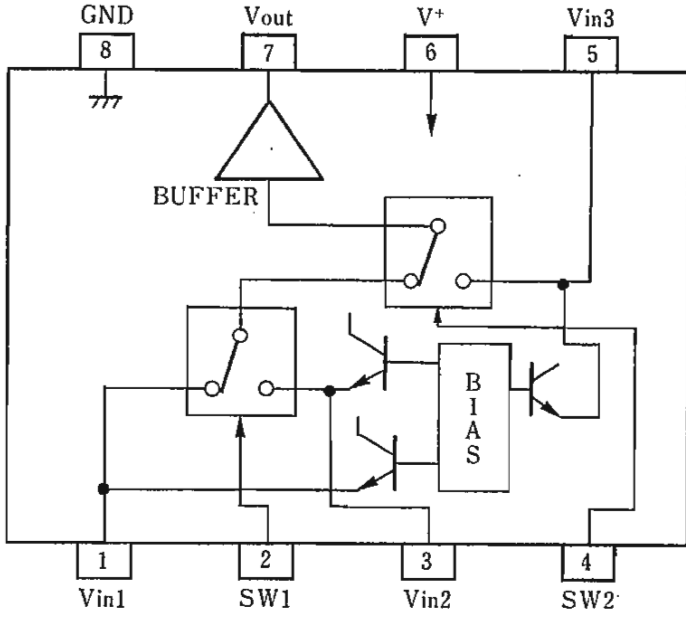 GND Vout V+ Vin3
8 7 6 5
BUFFER
B
I
A
S
1 2 3 4
Vin1 SW1 Vin2 SW2